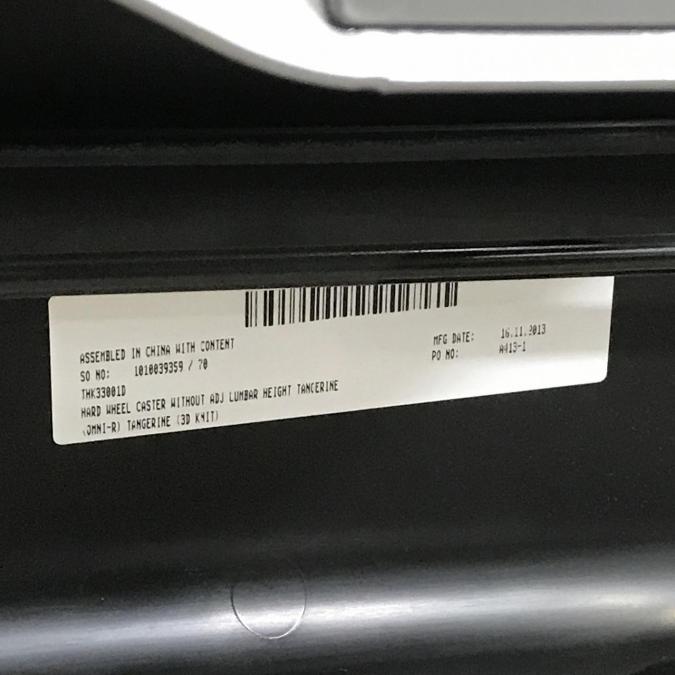 ASSEMBLED IN CHINA WITH CONTENT
SO NO: 1010039359 / 70
THK33001D
HARD WHEEL CASTER WITHOUT ADJ LUMBAR HEIGHT TANGERINE
(OMNI-R) TANGERINE (3D KNIT)
MFG DATE: 16.11.2013
PO NO: A413-1